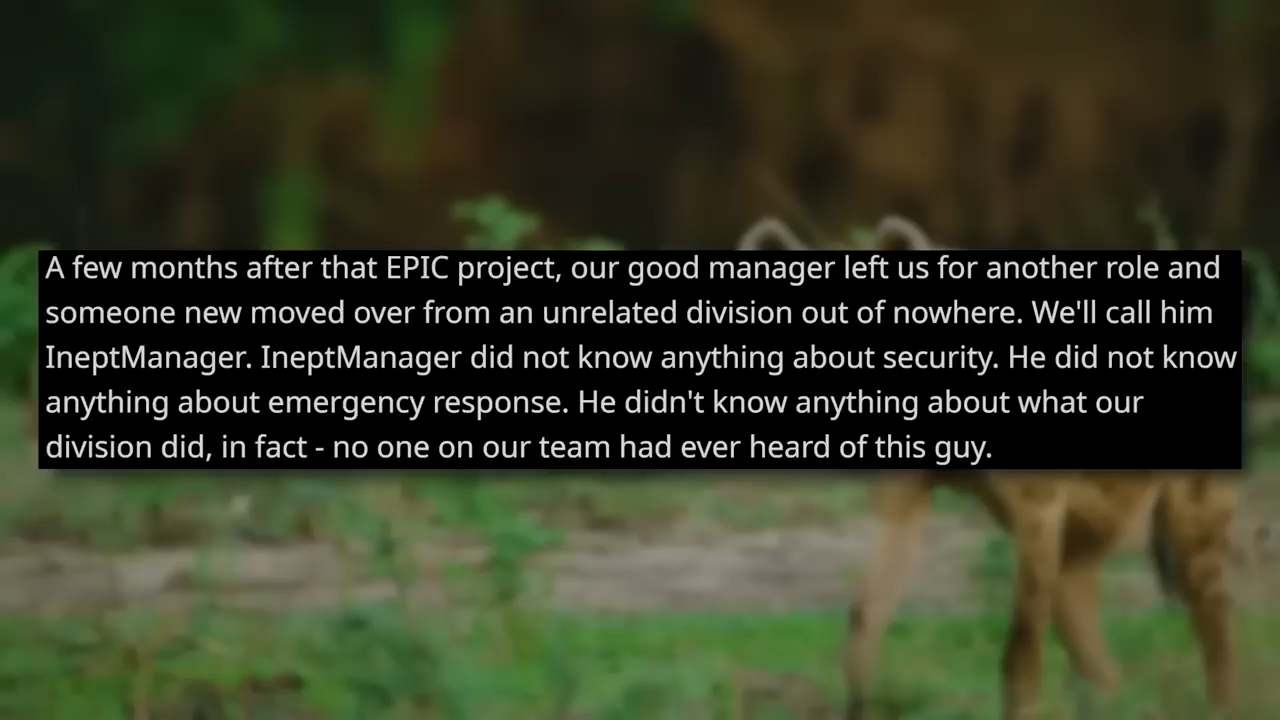 A few months after that EPIC project, our good manager left us for another role and
someone new moved over from an unrelated division out of nowhere. We'll call him
IneptManager. IneptManager did not know anything about security. He did not know
anything about emergency response. He didn't know anything about what our
division did, in fact - no one on our team had ever heard of this guy.